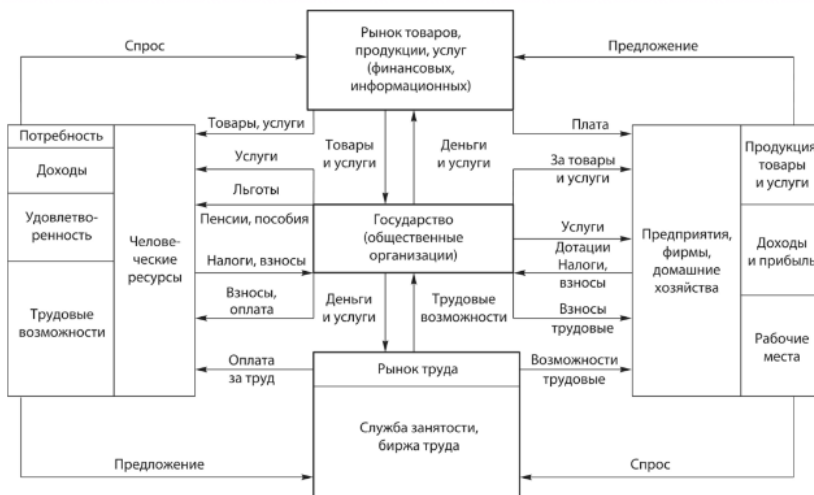 Спрос
Рынок товаров,
продукции, услуг
(финансовых,
информационных)
Предложение
Товары, услуги
Услуги
Льготы
Пенсии, пособия
Товары
и услуги
Деньги
и услуги
Плата
За товары
и услуги
Потребность
Доходы
Удовлетво-
ренность
Трудовые
возможности
Челове-
ческие
ресурсы
Государство
(общественные
организации)
Услуги
Дотации
Налоги,
взносы
Предприятия,
фирмы,
домашние
хозяйства
Продукция,
товары
и услуги
Доходы
и прибыль
Рабочие
места
Налоги, взносы
Взносы,
оплата
Деньги
и услуги
Трудовые
возможности
Взносы
трудовые
Оплата
за труд
Рынок труда
Возможности
трудовые
Служба занятости,
биржа труда
Предложение
Спрос